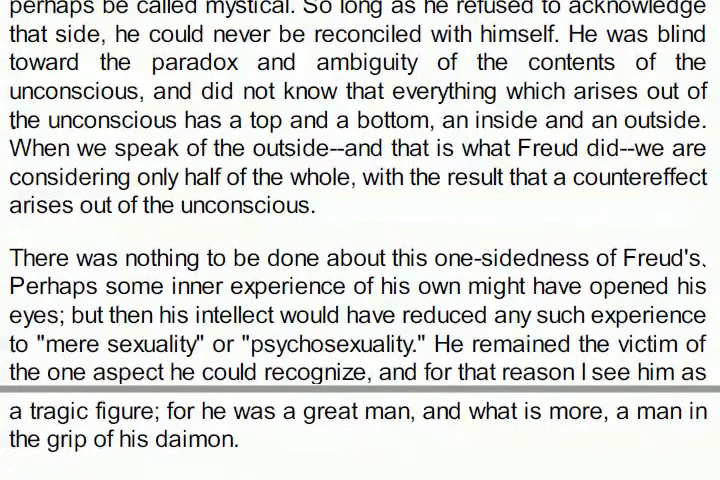 perhaps be called mystical. So long as he refused to acknowledge
that side, he could never be reconciled with himself. He was blind
toward the paradox and ambiguity of the contents of the
unconscious, and did not know that everything which arises out of
the unconscious has a top and a bottom, an inside and an outside.
When we speak of the outside--and that is what Freud did--we are
considering only half of the whole, with the result that a countereffect
arises out of the unconscious.
There was nothing to be done about this one-sidedness of Freud's.
Perhaps some inner experience of his own might have opened his
eyes; but then his intellect would have reduced any such experience
to "mere sexuality" or "psychosexuality." He remained the victim of
the one aspect he could recognize, and for that reason I see him as
a tragic figure; for he was a great man, and what is more, a man in
the grip of his daimon.